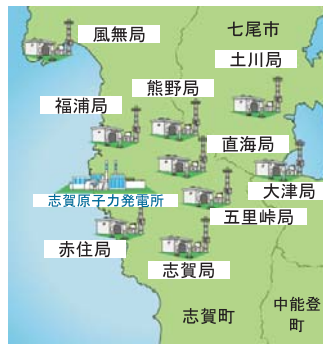 風無局
七尾市
土川局
熊野局
福浦局
直海局
大津局
志賀原子力発電所
五里峠局
赤住局
志賀局
志賀町
中能登
町